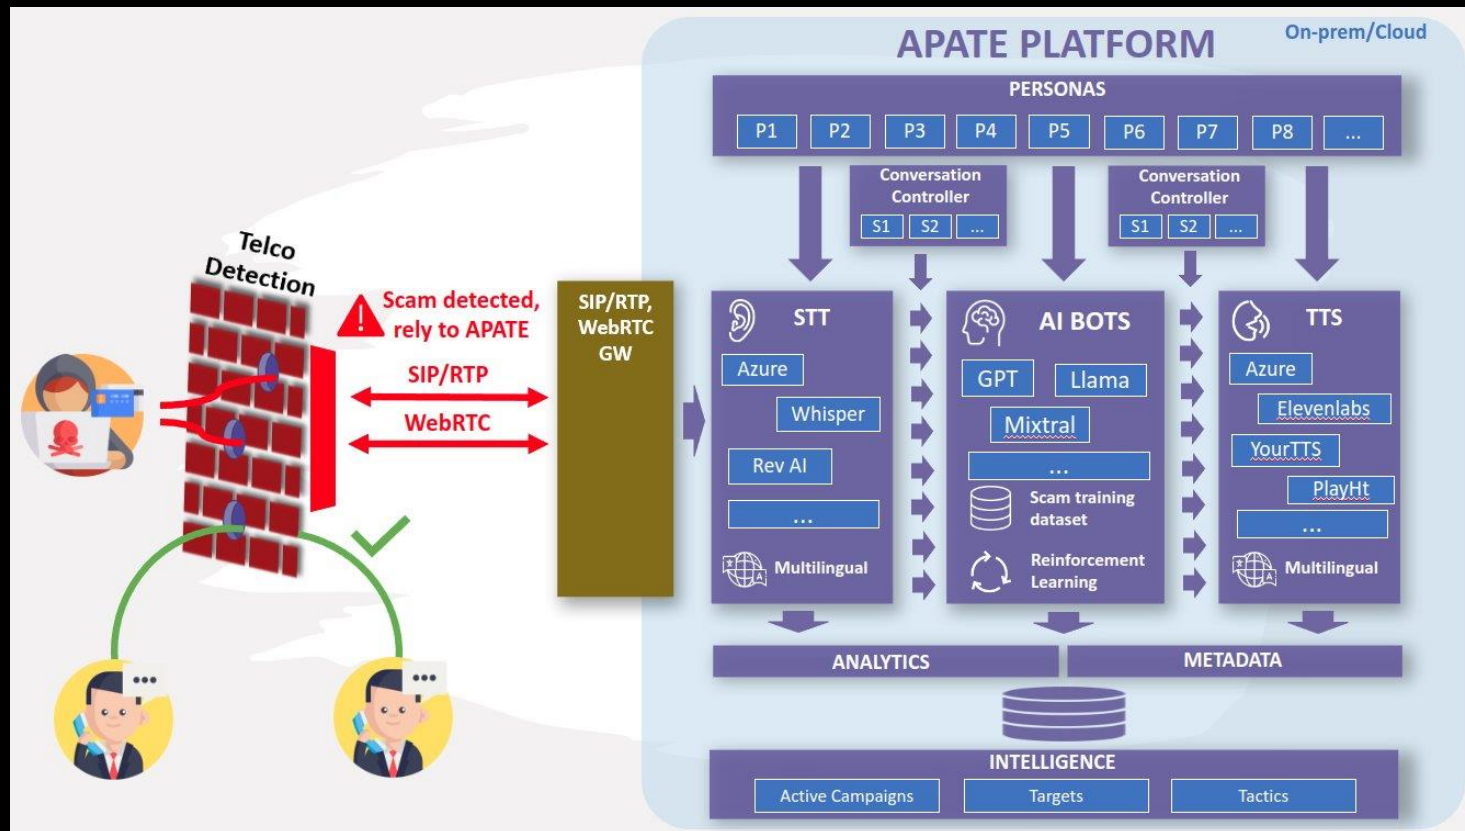 APATE PLATFORM
On-prem/Cloud
PERSONAS
P1 P2 P3 P4 P5 P6 P7 P8 ...
Conversation
Controller
S1 S2 ...
Conversation
Controller
S1 S2 ...
Telco
Detection
Scam detected,
rely to APATE
SIP/RTP
WebRTC
SIP/RTP,
WebRTC
GW
STT
Azure
Whisper
Rev AI
...
Multilingual
AI BOTS
GPT Llama
Mixtral
...
Scam training
dataset
Reinforcement
Learning
TTS
Azure
Elevenlabs
YourTTS
PlayHt
...
Multilingual
ANALYTICS
METADATA
INTELLIGENCE
Active Campaigns Targets Tactics